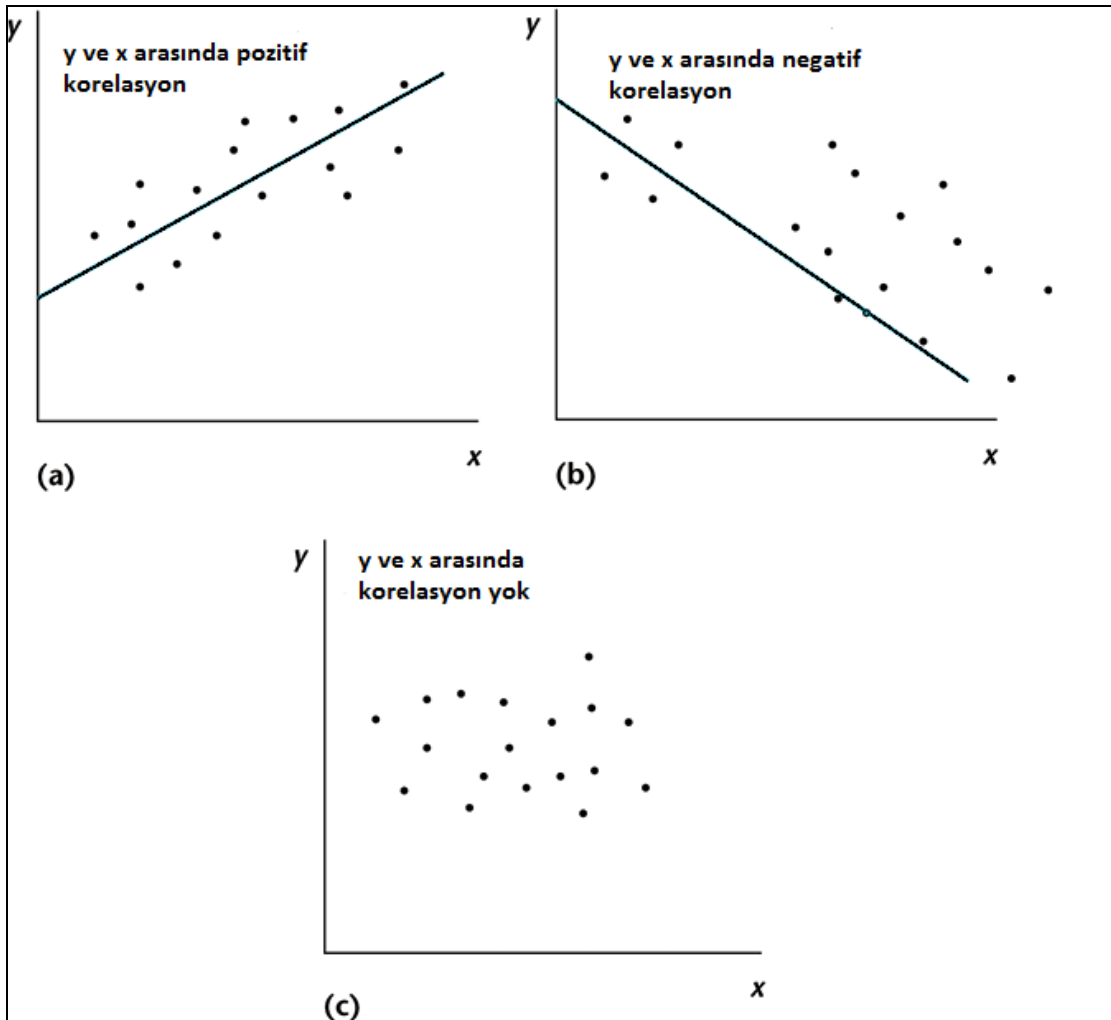 y
y ve x arasında pozitif
korelasyon
x
(a)
y
y ve x arasında negatif
korelasyon
x
(b)
y
y ve x arasında
korelasyon yok
x
(c)